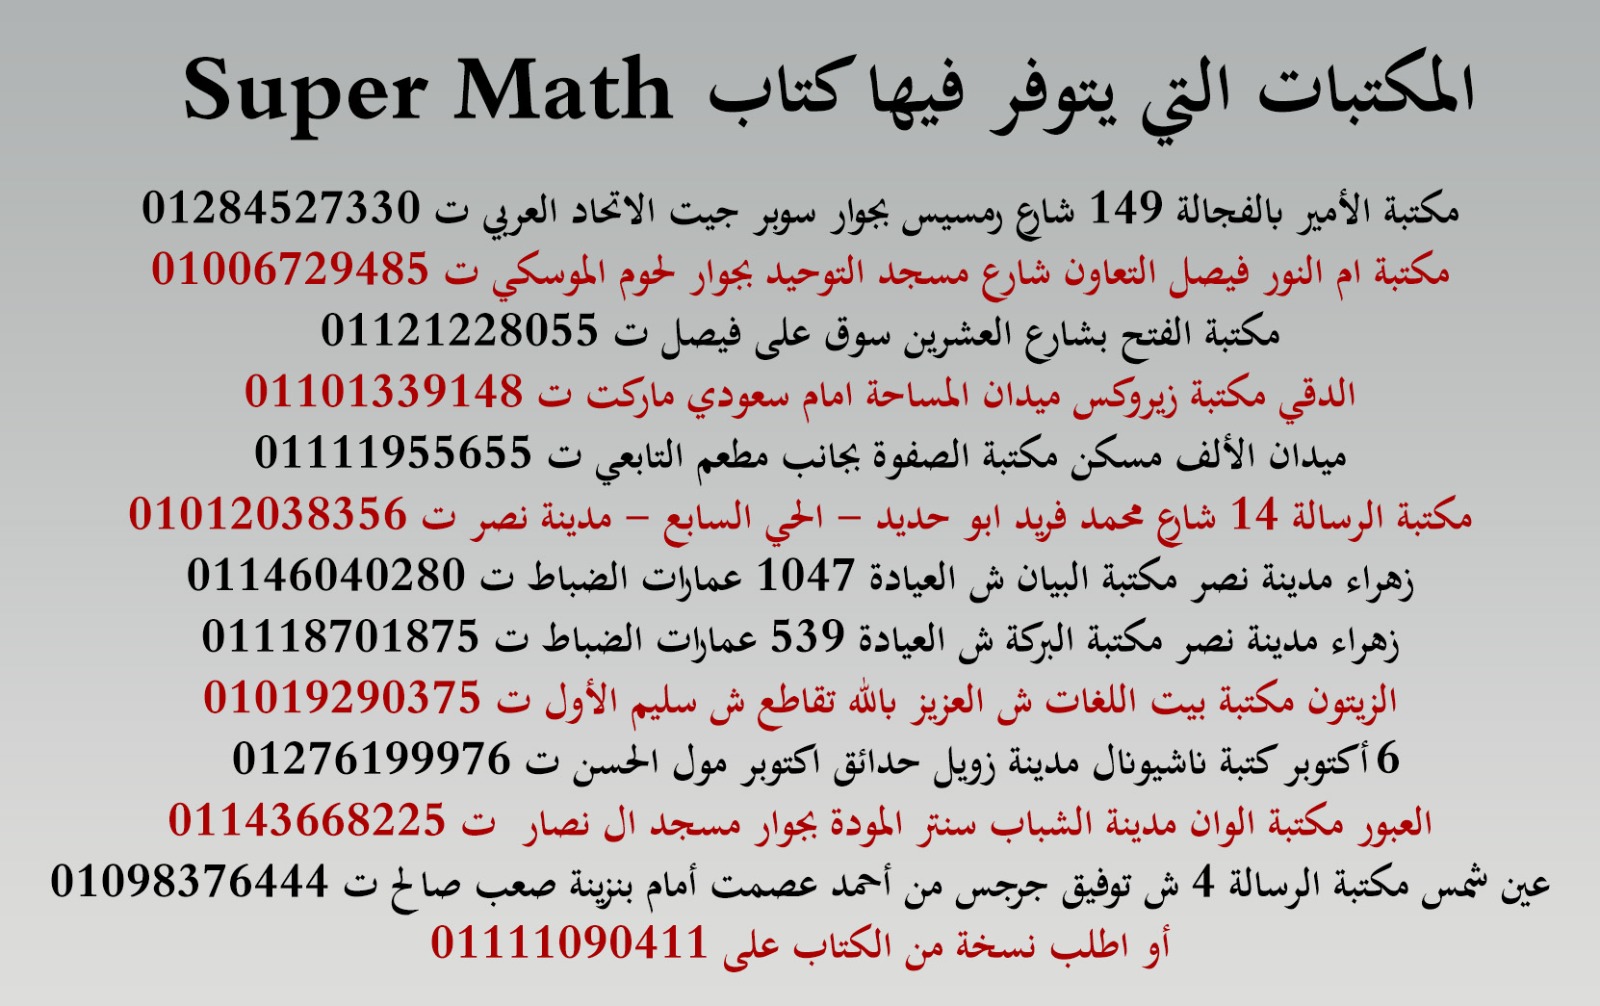 المكتبات التي يتوفر فيها كتاب Super Math
مكتبة الأمير بالفجالة 149 شارع رمسيس بجوار سوبر جيت الاتحاد العربي ت 01284527330
مكتبة ام النور فيصل التعاون شارع مسجد التوحيد بجوار لحوم الموسكي ت 01006729485
مكتبة الفتح بشارع العشرين سوق على فيصل ت 01121228055
الدقي مكتبة زيروكس ميدان المساحة امام سعودي ماركت ت 01101339148
ميدان الألف مسكن مكتبة الصفوة بجانب مطعم التابعي ت 01111955655
مكتبة الرسالة 14 شارع محمد فريد ابو حديد – الحي السابع – مدينة نصر ت 01012038356
زهراء مدينة نصر مكتبة البيان ش العيادة 1047 عمارات الضباط ت 01146040280
زهراء مدينة نصر مكتبة البركة ش العيادة 539 عمارات الضباط ت 01118701875
الزيتون مكتبة بيت اللغات ش العزيز بالله تقاطع ش سليم الأول ت 01019290375
6 أكتوبر كتبة ناشيونال مدينة زويل حدائق اكتوبر مول الحسن ت 01276199976
العبور مكتبة الوان مدينة الشباب سنتر المودة بجوار مسجد ال نصار ت 01143668225
عين شمس مكتبة الرسالة 4 ش توفيق جرجس من أحمد عصمت أمام بنزينة صعب صالح ت 01098376444
أو اطلب نسخة من الكتاب على 01111090411